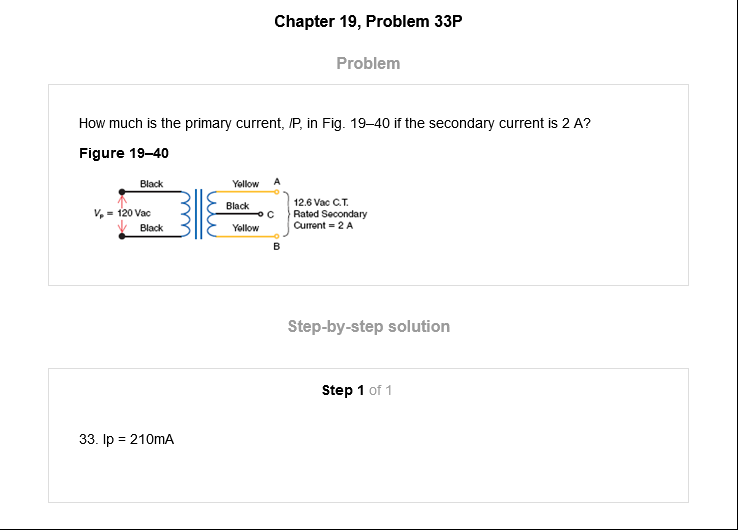 Chapter 19, Problem 33P
Problem
How much is the primary current, IP, in Fig. 19–40 if the secondary current is 2 A?
Figure 19–40
Black
Yellow A
Vₚ = 120 Vac
Black
C
12.6 Vac C.T.
Rated Secondary
Current = 2 A
Black
Yellow
B
Step-by-step solution
Step 1 of 1
33. Ip = 210mA